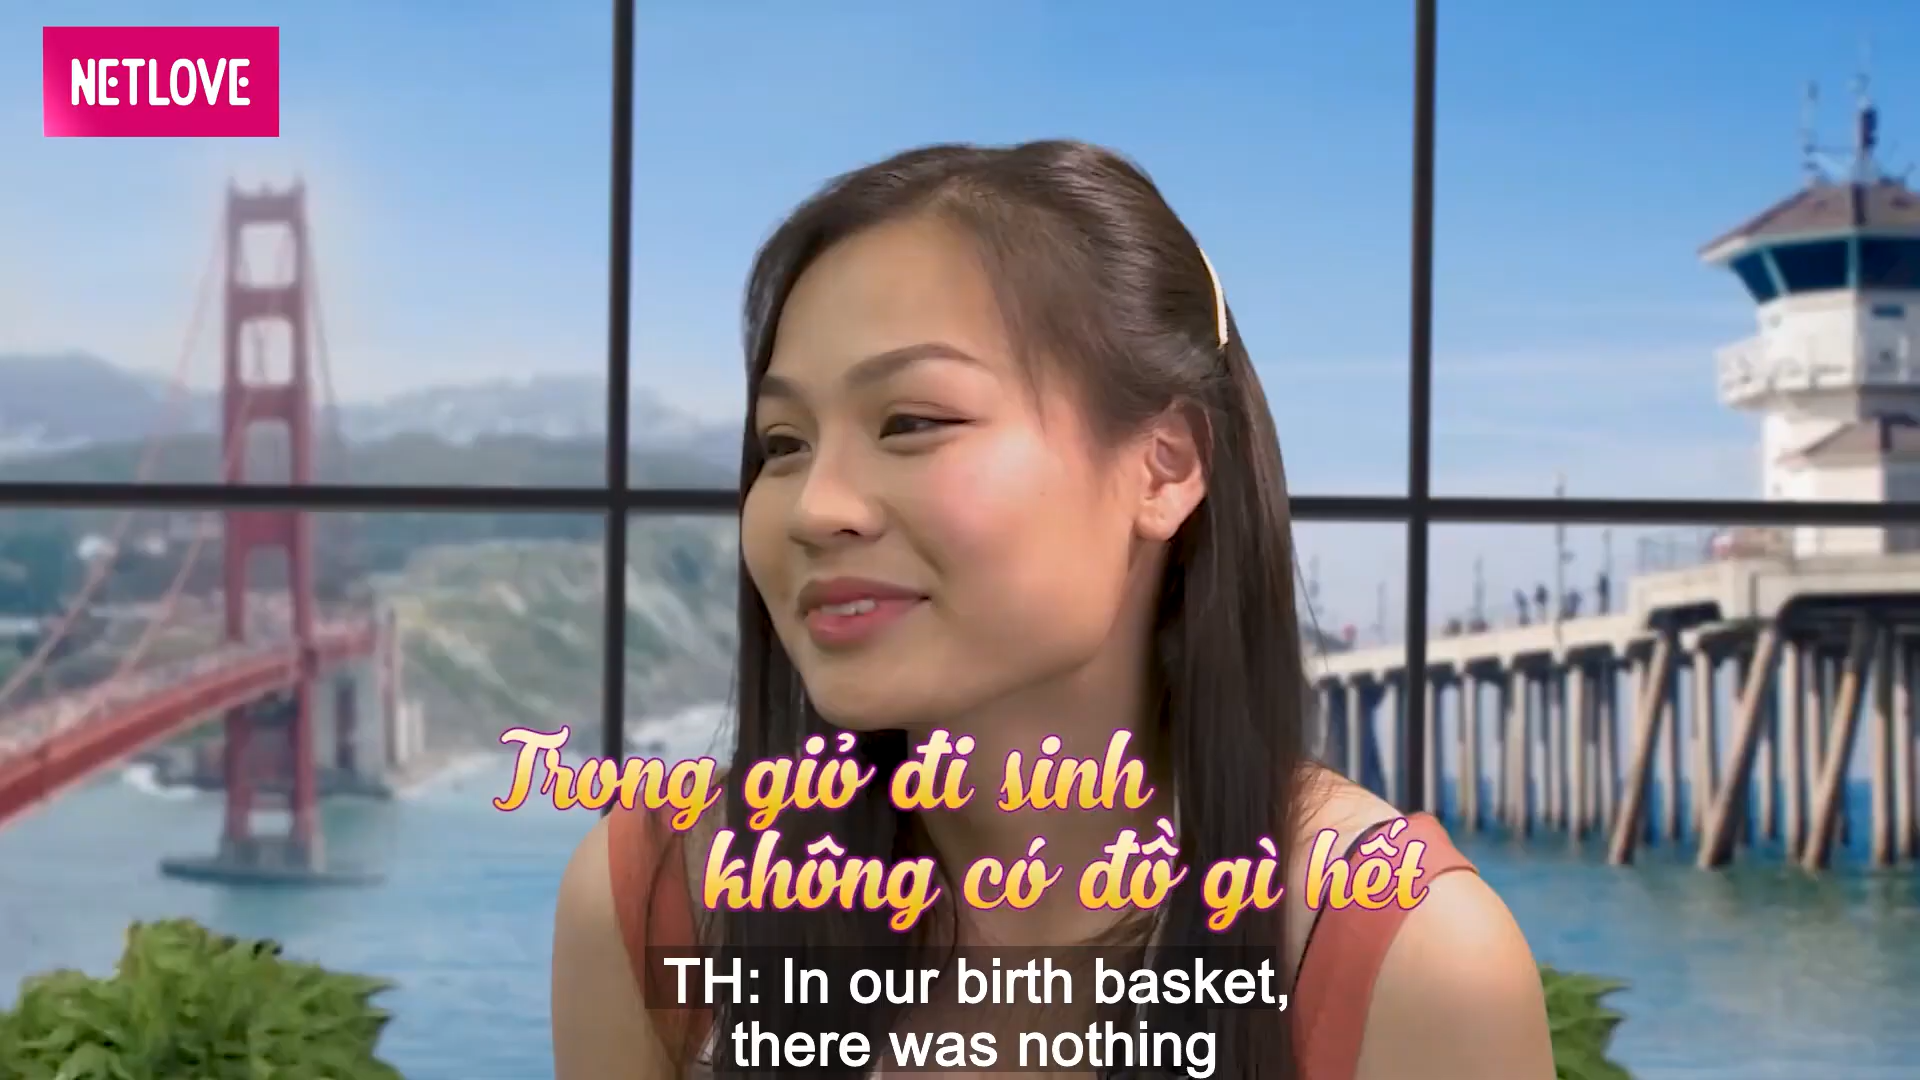 NETLOVE
Trong giỏ đi sinh
không có đồ gì hết
TH: In our birth basket,
there was nothing